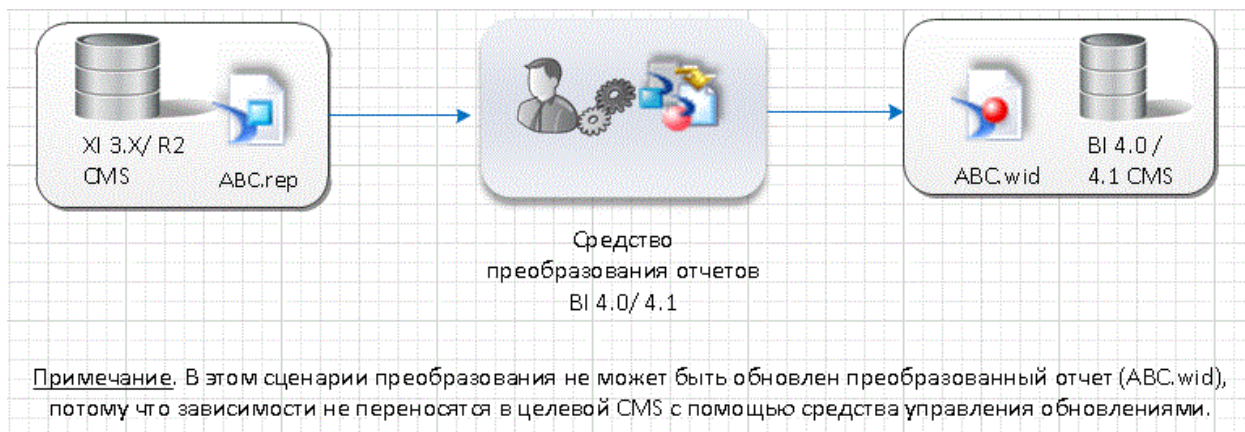 XI 3.X/ R2
CMS
ABC.rep
Средство
преобразования отчетов
BI 4.0/ 4.1
ABC.wid
BI 4.0 /
4.1 CMS
Примечание. В этом сценарии преобразования не может быть обновлен преобразованный отчет (ABC.wid),
потому что зависимости не переносятся в целевой CMS с помощью средства управления обновлениями.